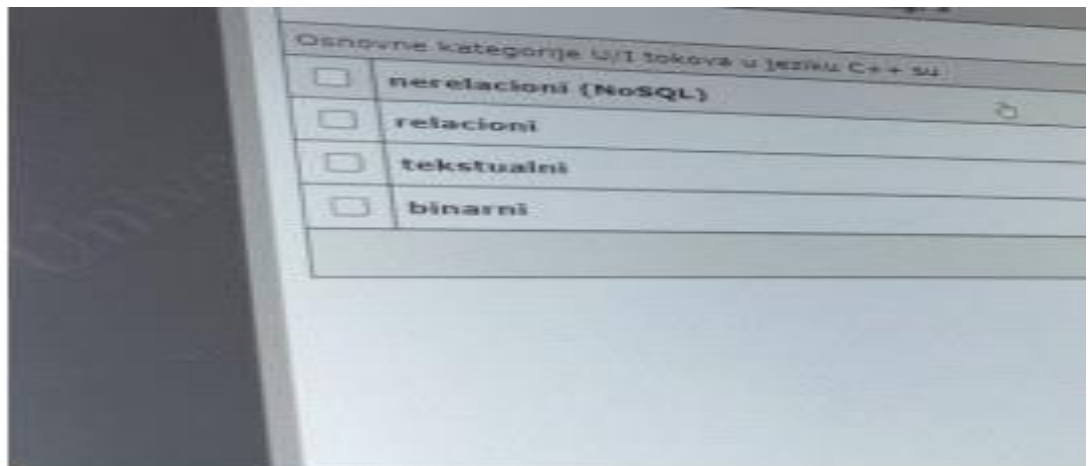 Osnovne kategorije U/I tokova u jeziku C++ su
nerelacioni (NoSQL)
relacioni
tekstualni
binarni